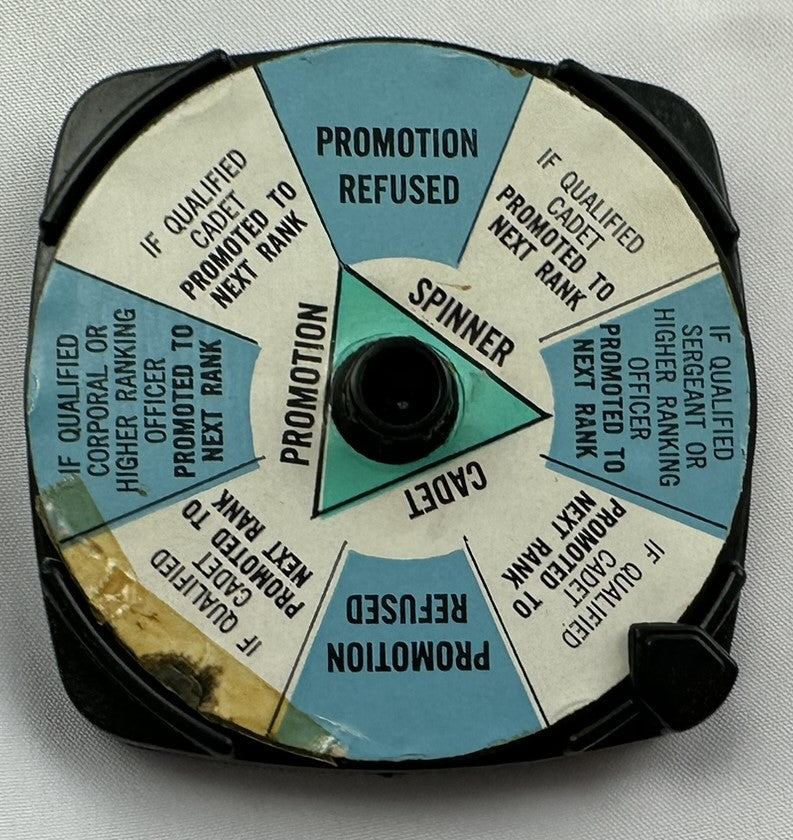 PROMOTION
REFUSED
IF QUALIFIED
CADET
PROMOTED TO
NEXT RANK
IF QUALIFIED
SERGEANT OR
HIGHER RANKING
OFFICER
PROMOTED TO
NEXT RANK
IF QUALIFIED
CADET
PROMOTED TO
NEXT RANK
PROMOTION
REFUSED
IF QUALIFIED
CADET
PROMOTED TO
NEXT RANK
IF QUALIFIED
CORPORAL OR
HIGHER RANKING
OFFICER
PROMOTED TO
NEXT RANK
IF QUALIFIED
CADET
PROMOTED TO
NEXT RANK
CADET
PROMOTION
SPINNER